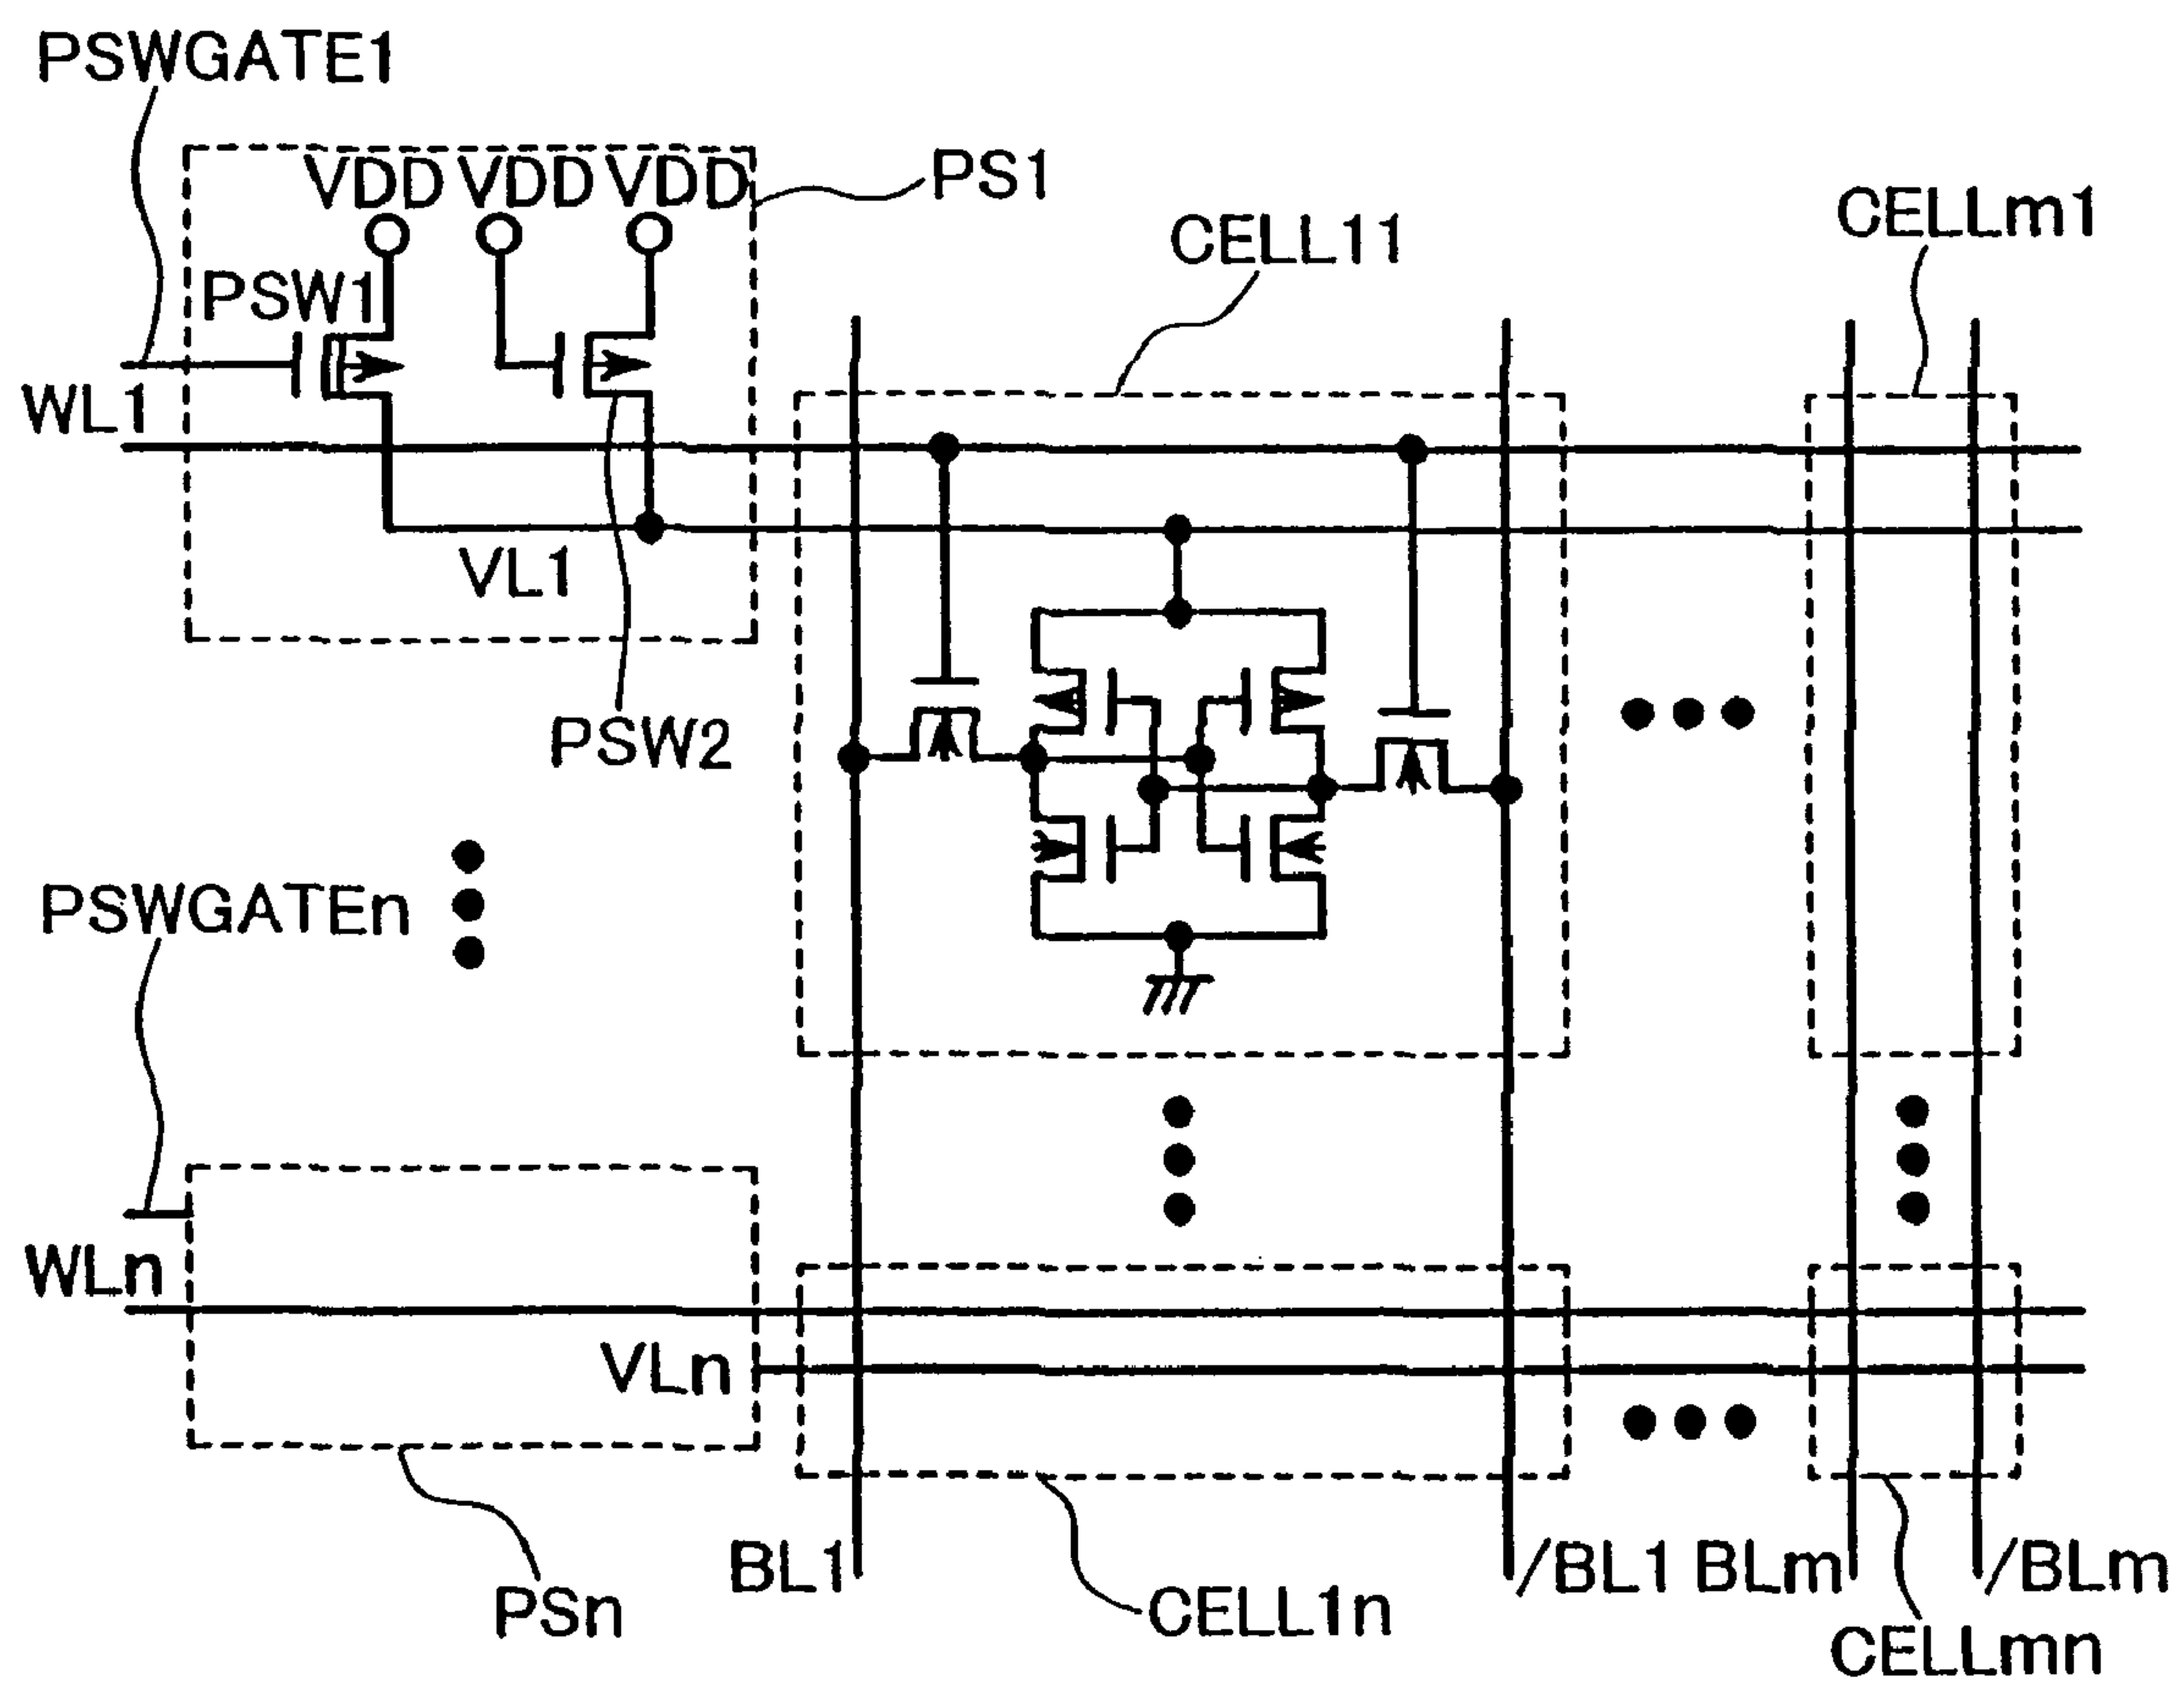 PSWGATE1
VDD VDD VDD
PS1
CELL11
CELLm1
PSW1
WL1
VL1
PSW2
PSWGATEn
WLn
VLn
BL1
/BL1
BLm
/BLm
PSn
CELL1n
CELLmn